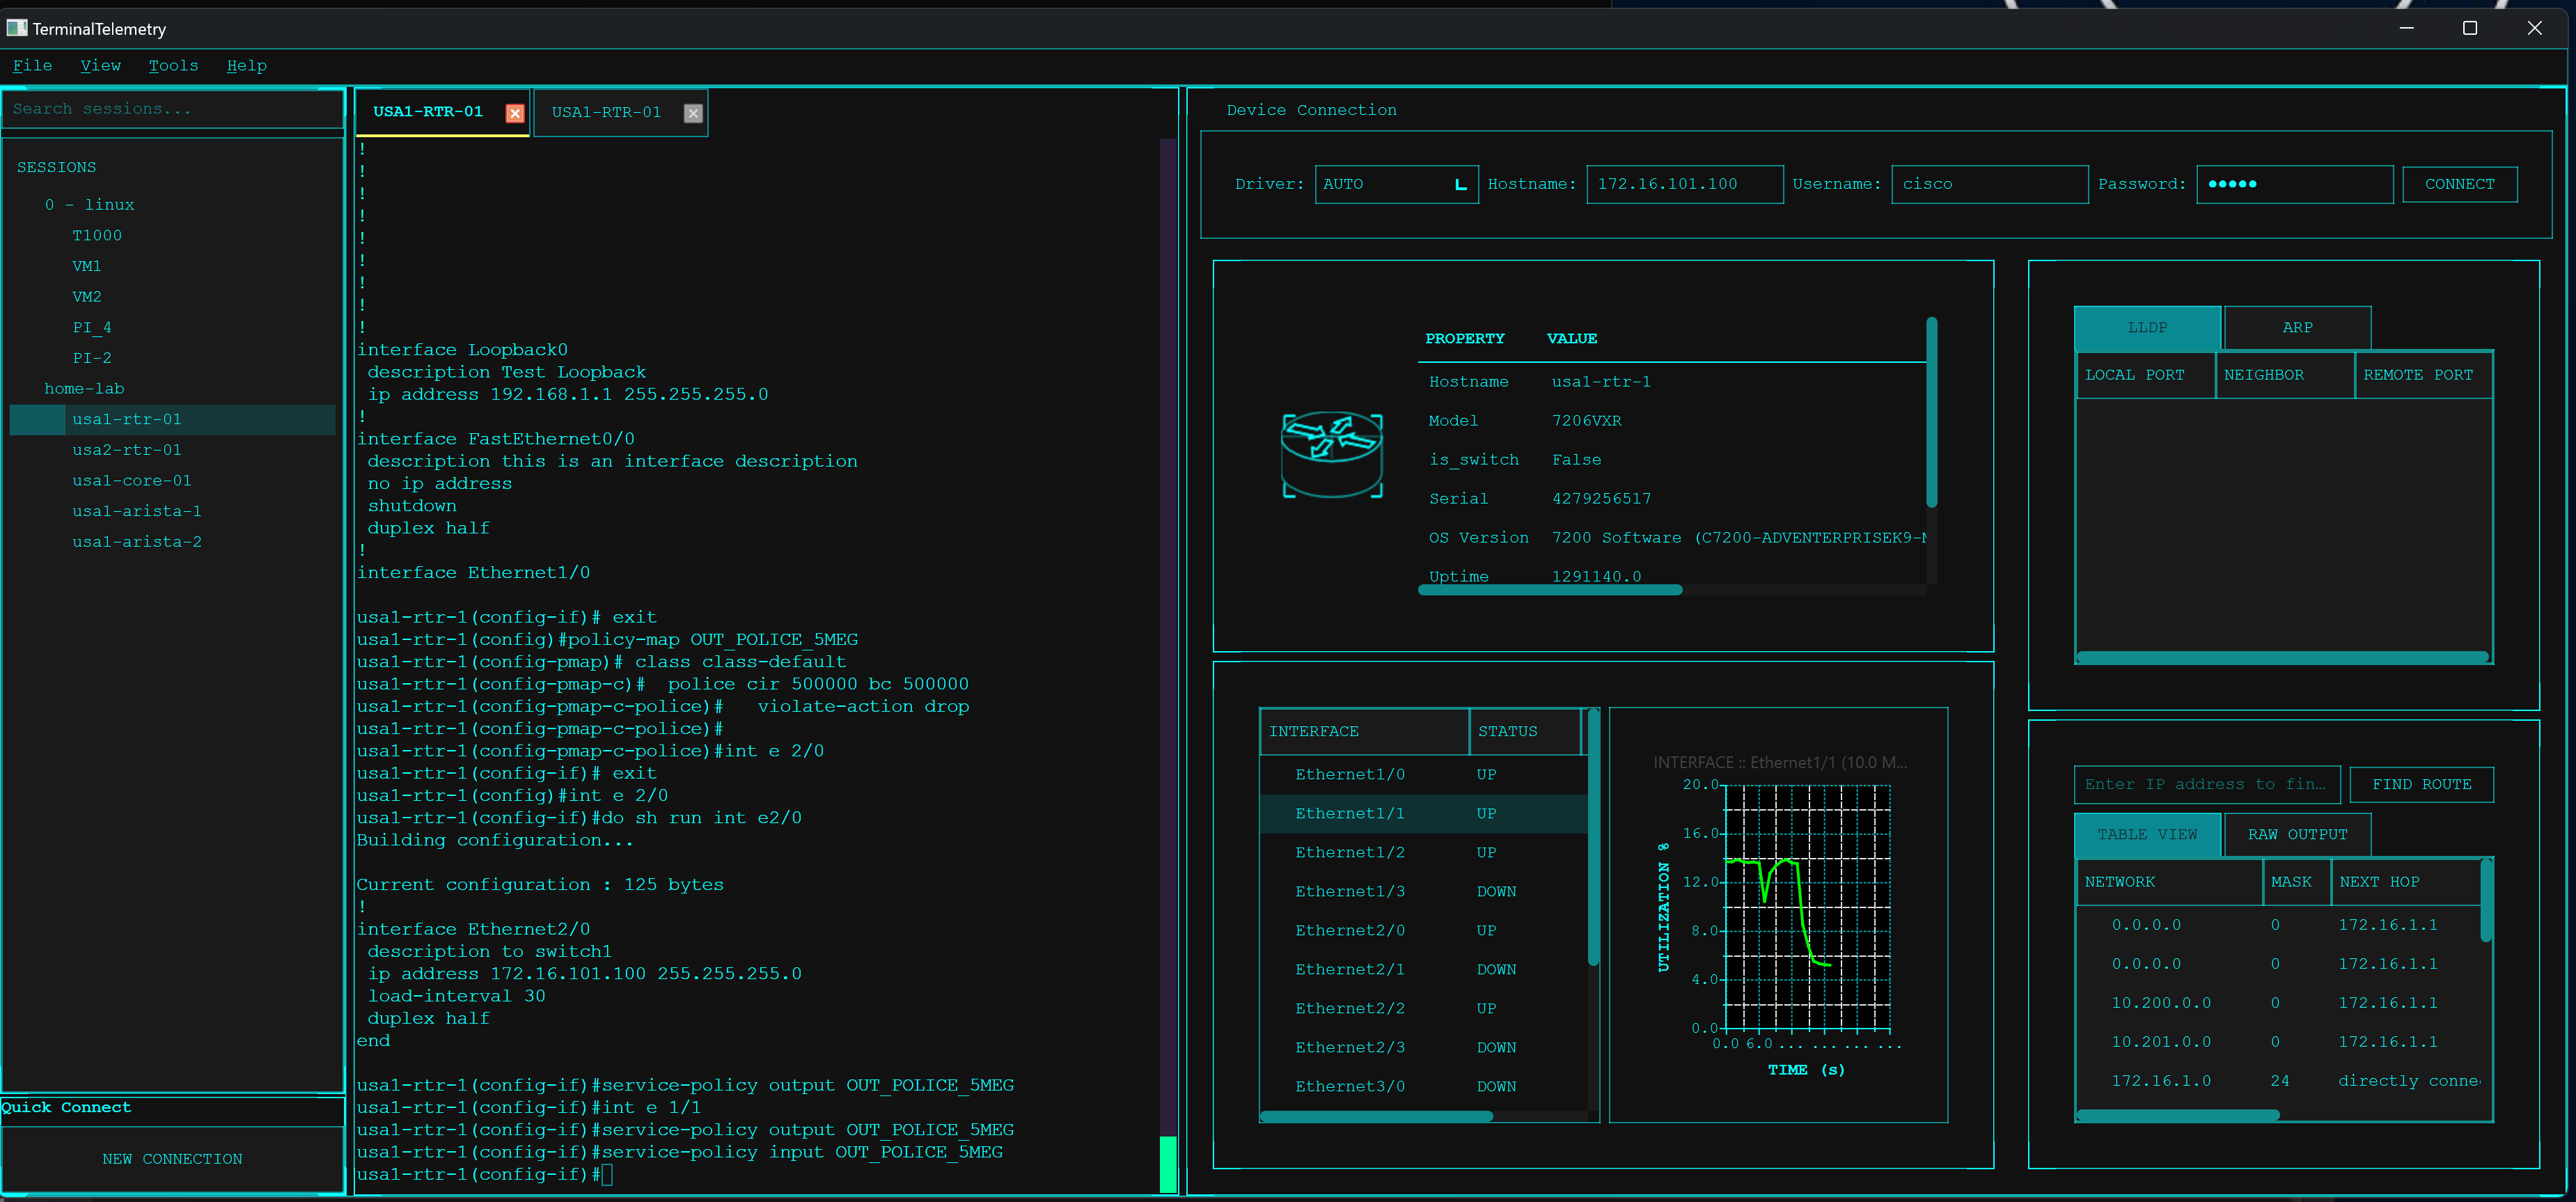 TerminalTelemetry
File View Tools Help
Search sessions...
SESSIONS
0 - linux
T1000
VM1
VM2
PI_4
PI-2
home-lab
usa1-rtr-01
usa2-rtr-01
usa1-core-01
usa1-arista-1
usa1-arista-2
Quick Connect
NEW CONNECTION
USA1-RTR-01 USA1-RTR-01
!
!
!
!
!
!
!
!
!
interface Loopback0
 description Test Loopback
 ip address 192.168.1.1 255.255.255.0
!
interface FastEthernet0/0
 description this is an interface description
 no ip address
 shutdown
 duplex half
!
interface Ethernet1/0
usa1-rtr-1(config-if)# exit
usa1-rtr-1(config)#policy-map OUT_POLICE_5MEG
usa1-rtr-1(config-pmap)# class class-default
usa1-rtr-1(config-pmap-c)#  police cir 500000 bc 500000
usa1-rtr-1(config-pmap-c-police)#   violate-action drop
usa1-rtr-1(config-pmap-c-police)#
usa1-rtr-1(config-pmap-c-police)#int e 2/0
usa1-rtr-1(config-if)# exit
usa1-rtr-1(config)#int e 2/0
usa1-rtr-1(config-if)#do sh run int e2/0
Building configuration...
Current configuration : 125 bytes
!
interface Ethernet2/0
 description to switch1
 ip address 172.16.101.100 255.255.255.0
 load-interval 30
 duplex half
end
usa1-rtr-1(config-if)#service-policy output OUT_POLICE_5MEG
usa1-rtr-1(config-if)#int e 1/1
usa1-rtr-1(config-if)#service-policy output OUT_POLICE_5MEG
usa1-rtr-1(config-if)#service-policy input OUT_POLICE_5MEG
usa1-rtr-1(config-if)#
Device Connection
Driver: AUTO Hostname: 172.16.101.100 Username: cisco Password: ●●●●● CONNECT
PROPERTY VALUE
Hostname usa1-rtr-1
Model 7206VXR
is_switch False
Serial 4279256517
OS Version 7200 Software (C7200-ADVENTERPRISEK9-M
Uptime 1291140.0
LLDP ARP
LOCAL PORT NEIGHBOR REMOTE PORT
INTERFACE STATUS
Ethernet1/0 UP
Ethernet1/1 UP
Ethernet1/2 UP
Ethernet1/3 DOWN
Ethernet2/0 UP
Ethernet2/1 DOWN
Ethernet2/2 UP
Ethernet2/3 DOWN
Ethernet3/0 DOWN
INTERFACE :: Ethernet1/1 (10.0 M...
UTILIZATION %
20.0
16.0
12.0
8.0
4.0
0.0
0.0 6.0 ... ... ... ...
TIME (s)
Enter IP address to fin... FIND ROUTE
TABLE VIEW RAW OUTPUT
NETWORK MASK NEXT HOP
0.0.0.0 0 172.16.1.1
0.0.0.0 0 172.16.1.1
10.200.0.0 0 172.16.1.1
10.201.0.0 0 172.16.1.1
172.16.1.0 24 directly conne